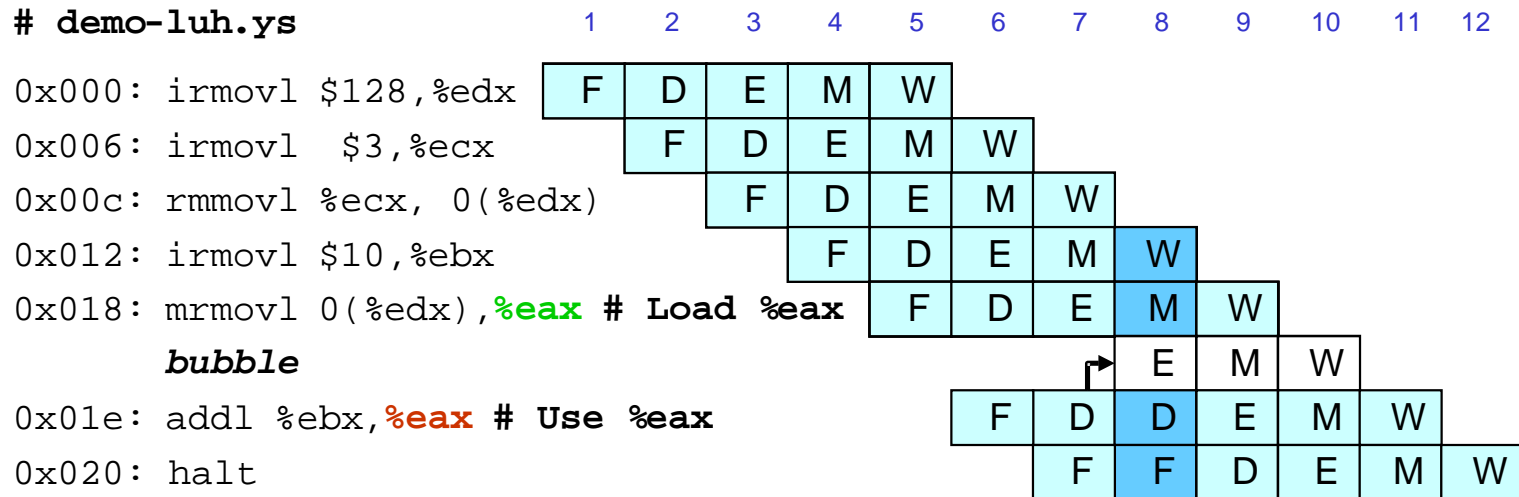 # demo-luh.ys 1 2 3 4 5 6 7 8 9 10 11 12
0x000: irmovl $128,%edx F D E M W
0x006: irmovl  $3,%ecx F D E M W
0x00c: rmmovl %ecx, 0(%edx) F D E M W
0x012: irmovl $10,%ebx F D E M W
0x018: mrmovl 0(%edx),%eax # Load %eax F D E M W
bubble E M W
0x01e: addl %ebx,%eax # Use %eax F D D E M W
0x020: halt F F D E M W